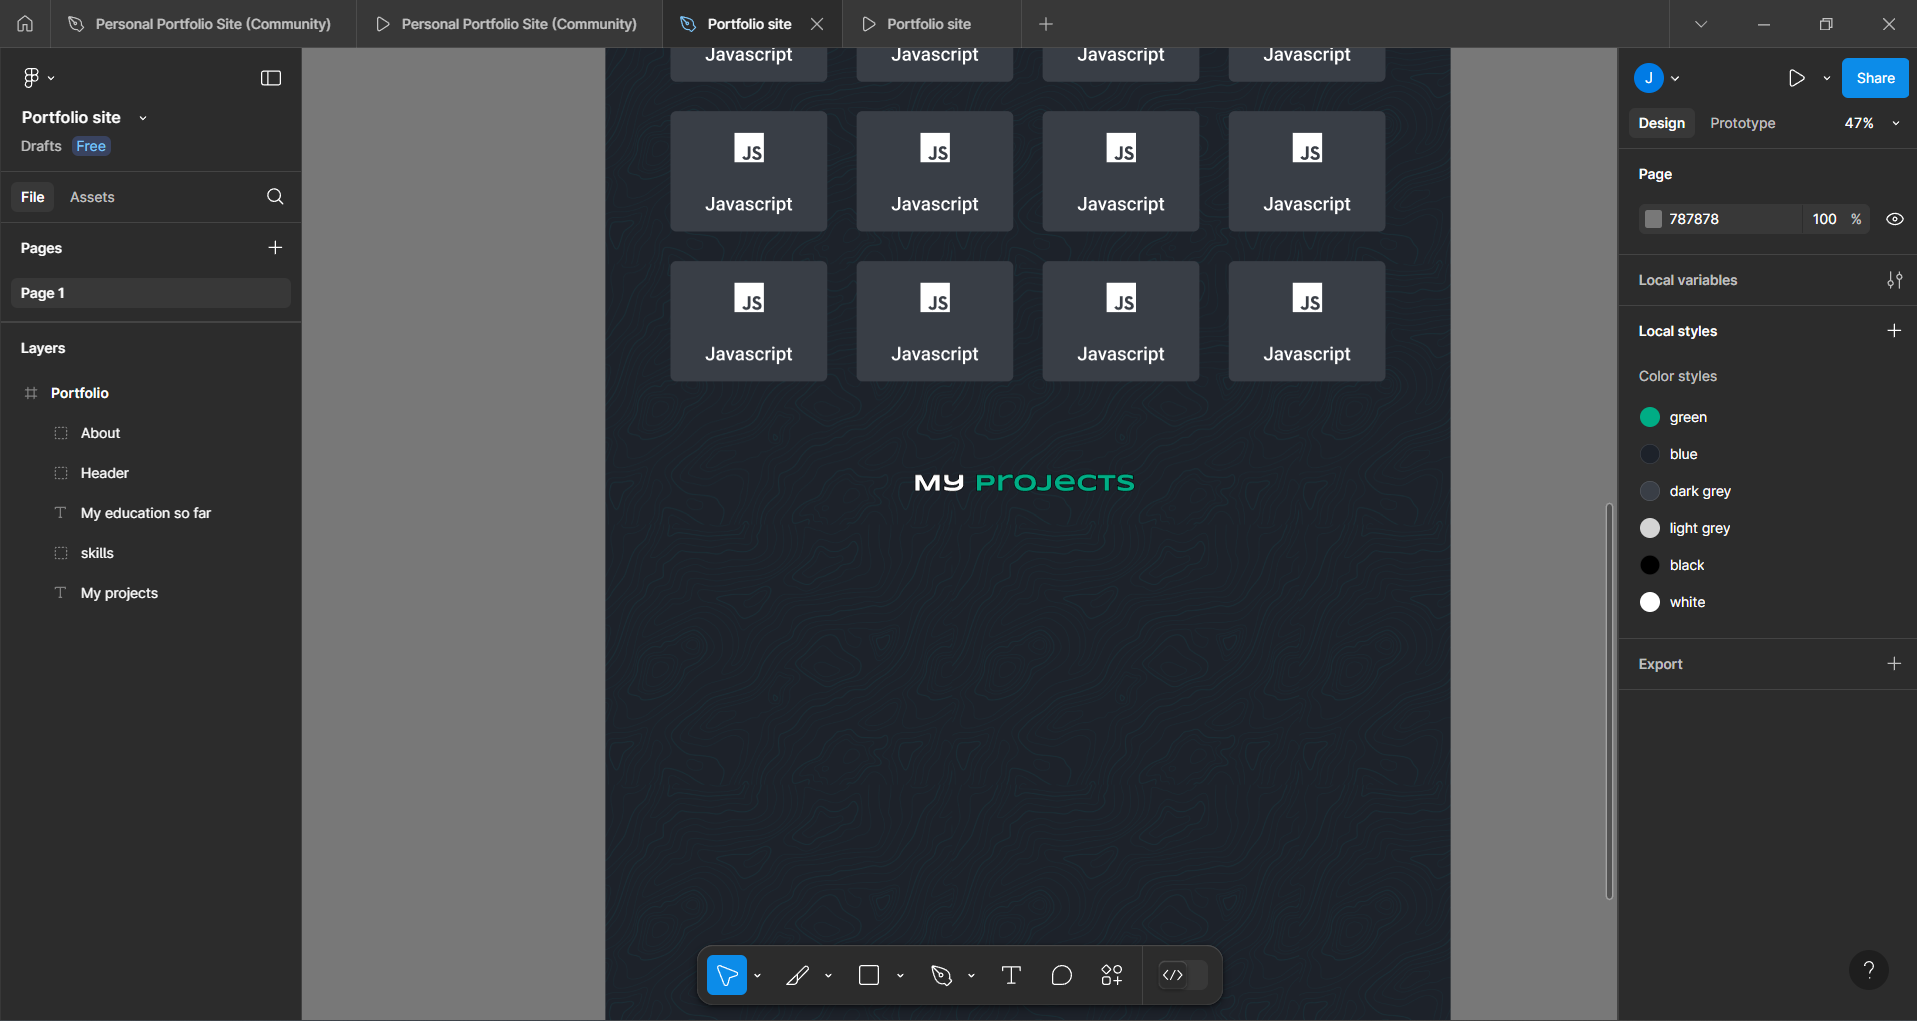 Personal Portfolio Site (Community)
Personal Portfolio Site (Community)
Portfolio site
Portfolio site
Portfolio site
Drafts Free
File Assets
Pages
Page 1
Layers
Portfolio
About
Header
My education so far
skills
My projects
Javascript Javascript Javascript Javascript
JS JS JS JS
Javascript Javascript Javascript Javascript
JS JS JS JS
Javascript Javascript Javascript Javascript
My Projects
J
Share
Design Prototype 47%
Page
787878 100 %
Local variables
Local styles
Color styles
green
blue
dark grey
light grey
black
white
Export
?